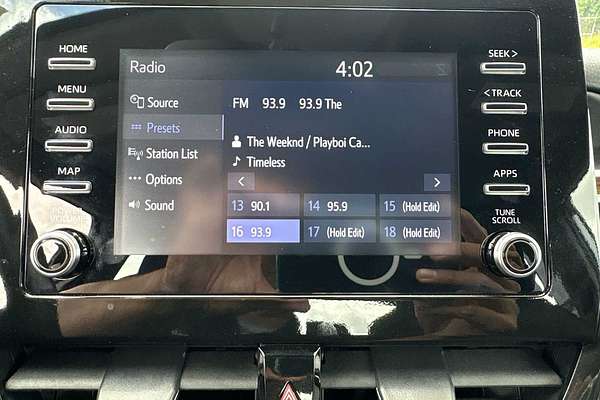 HOME
MENU
AUDIO
MAP
Radio
4:02
Source
Presets
Station List
Options
Sound
FM 93.9 93.9 The
The Weeknd / Playboi Ca...
Timeless
< >
13 90.1 14 95.9 15 (Hold Edit)
16 93.9 17 (Hold Edit) 18 (Hold Edit)
SEEK >
< TRACK
PHONE
APPS
TUNE
SCROLL
VOLUME